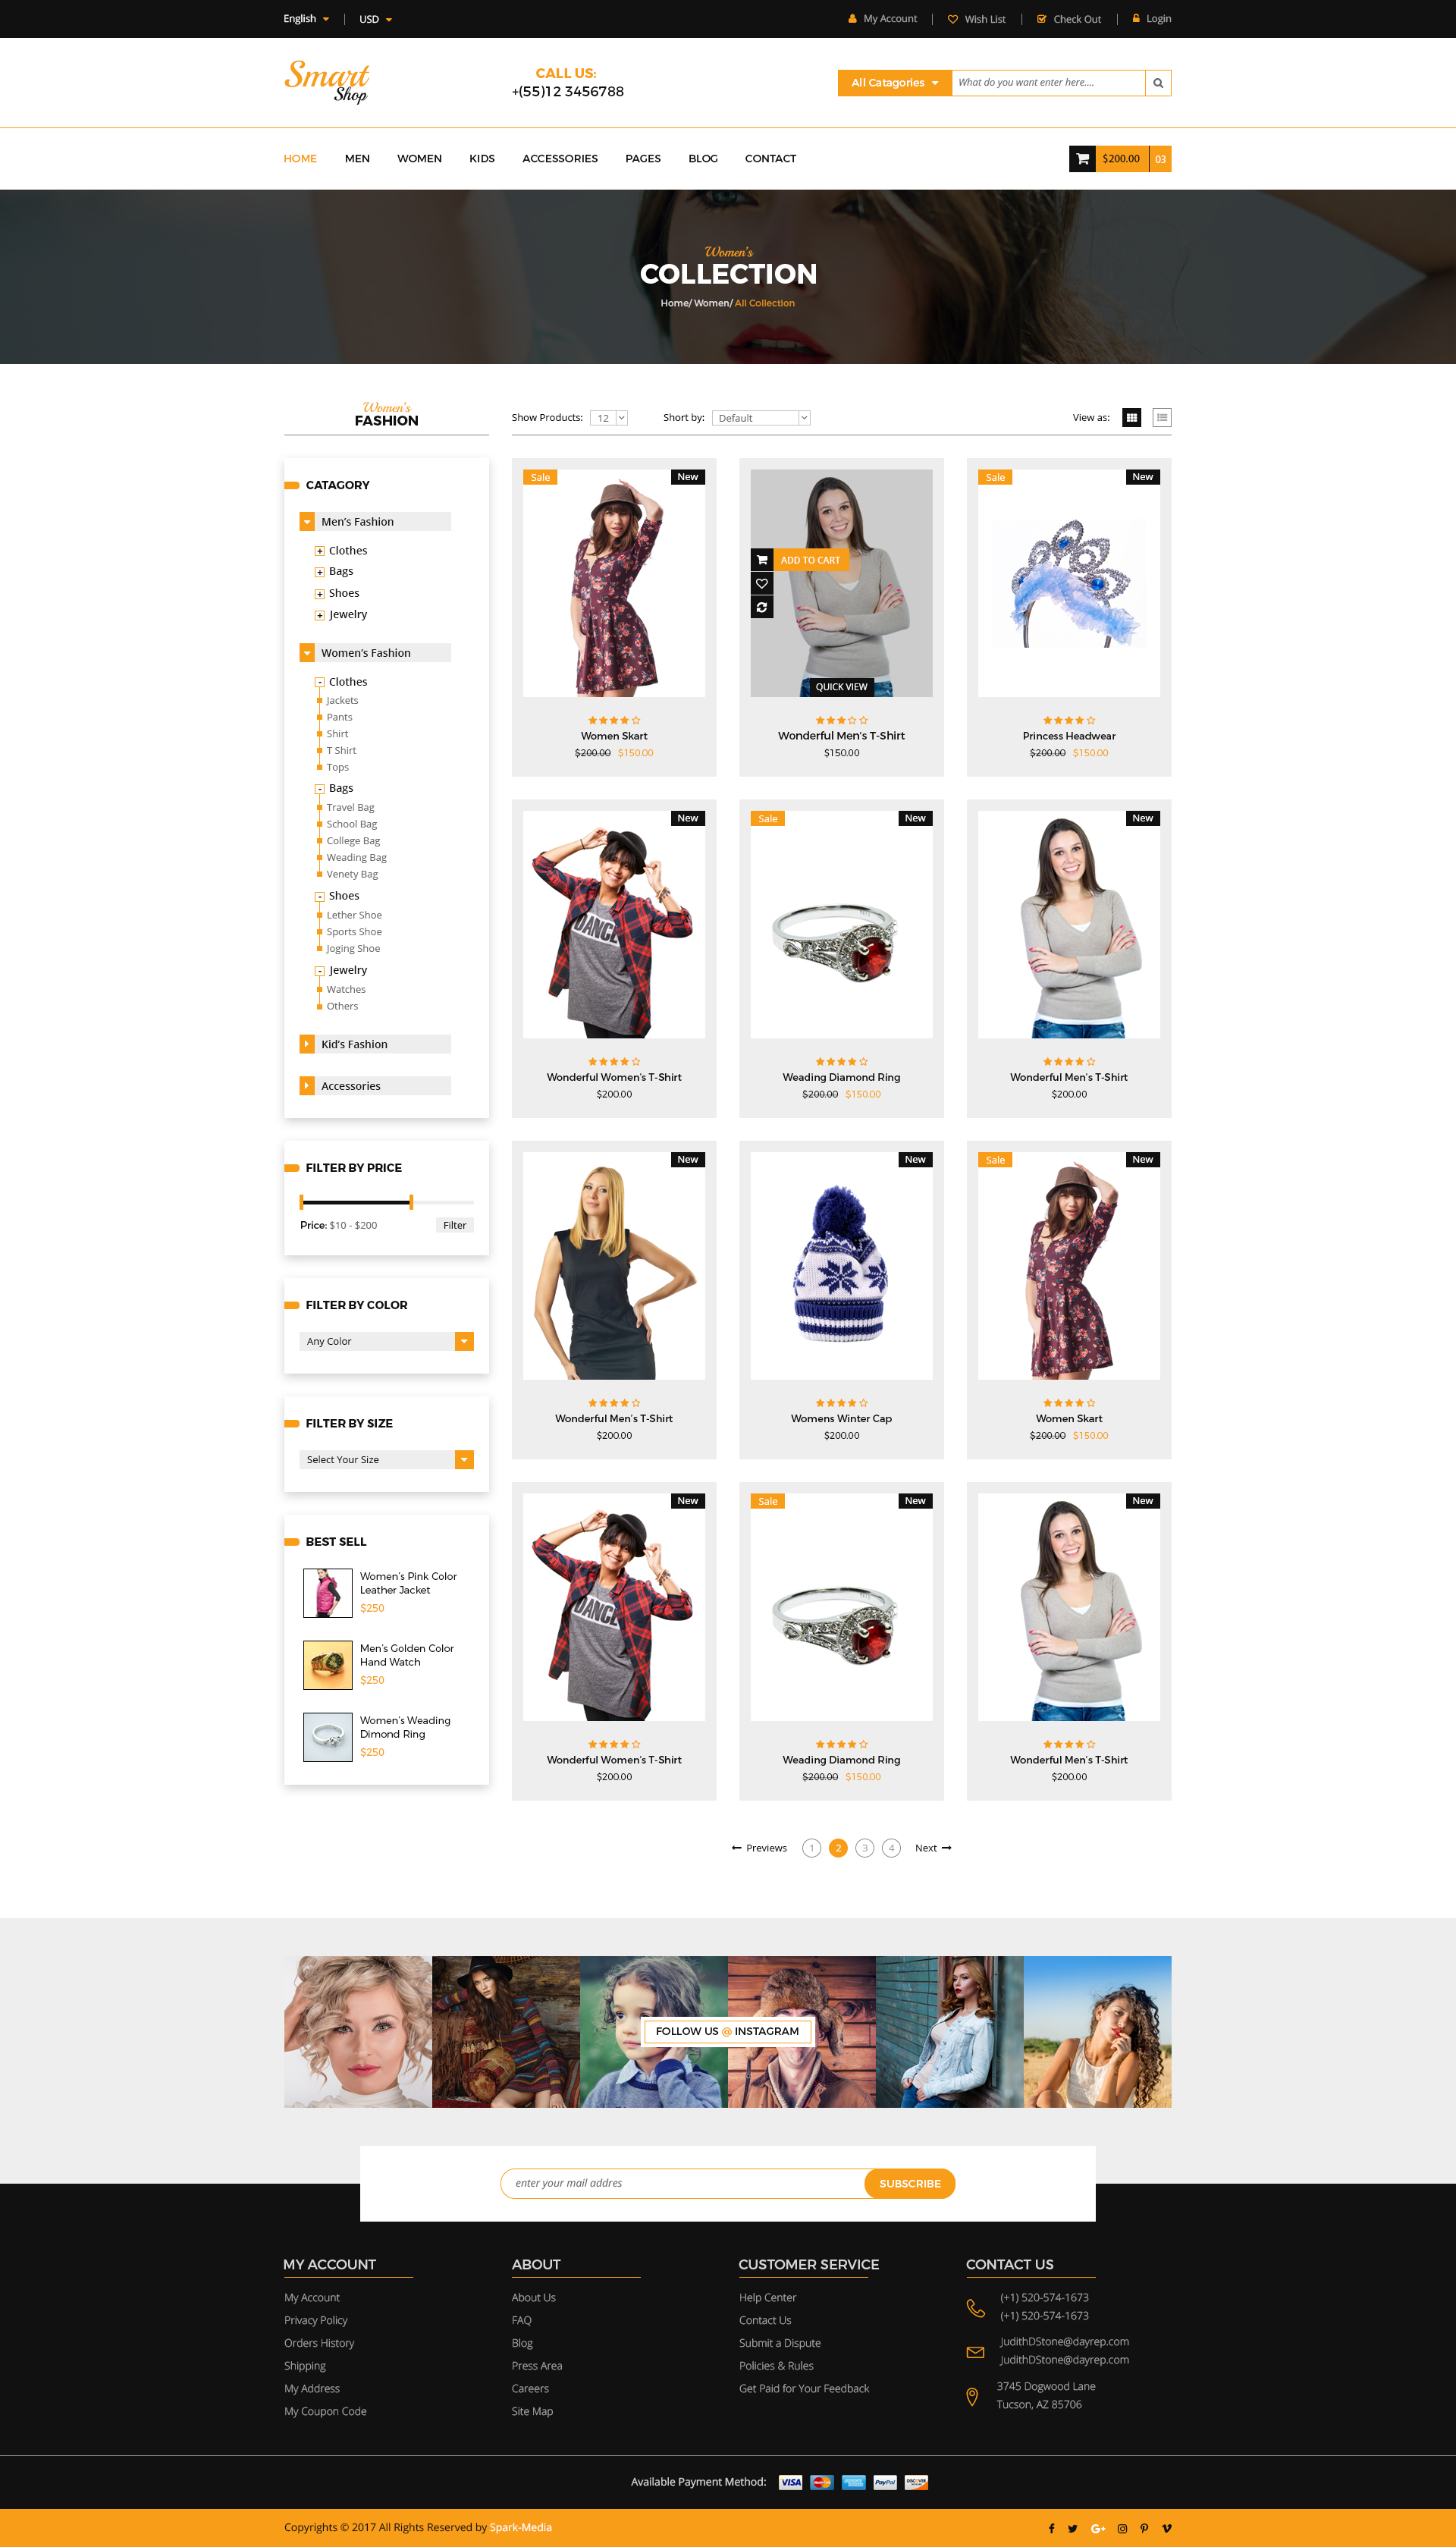 English
USD
My Account
Wish List
Check Out
Login
Smart
Shop
CALL US:
+(55)12 3456788
All Catagories
What do you want enter here....
HOME
MEN
WOMEN
KIDS
ACCESSORIES
PAGES
BLOG
CONTACT
$200.00
03
Women's
COLLECTION
Home/ Women/ All Collection
Women's
FASHION
Show Products:
12
Short by:
Default
View as:
CATAGORY
Men's Fashion
Clothes
Bags
Shoes
Jewelry
Women's Fashion
Clothes
Jackets
Pants
Shirt
T Shirt
Tops
Bags
Travel Bag
School Bag
College Bag
Weading Bag
Venety Bag
Shoes
Lether Shoe
Sports Shoe
Joging Shoe
Jewelry
Watches
Others
Kid's Fashion
Accessories
FILTER BY PRICE
Price: $10 - $200
Filter
FILTER BY COLOR
Any Color
FILTER BY SIZE
Select Your Size
BEST SELL
Women's Pink Color
Leather Jacket
$250
Men's Golden Color
Hand Watch
$250
Women's Weading
Dimond Ring
$250
Sale
New
Women Skart
$200.00 $150.00
ADD TO CART
QUICK VIEW
Wonderful Men's T-Shirt
$150.00
Sale
New
Princess Headwear
$200.00 $150.00
New
DANCE
Wonderful Women's T-Shirt
$200.00
Sale
New
Weading Diamond Ring
$200.00 $150.00
New
Wonderful Men's T-Shirt
$200.00
New
Wonderful Men's T-Shirt
$200.00
New
Womens Winter Cap
$200.00
Sale
New
Women Skart
$200.00 $150.00
New
DANCE
Wonderful Women's T-Shirt
$200.00
Sale
New
Weading Diamond Ring
$200.00 $150.00
New
Wonderful Men's T-Shirt
$200.00
Previews
1
2
3
4
Next
FOLLOW US @ INSTAGRAM
enter your mail addres
SUBSCRIBE
MY ACCOUNT
My Account
Privacy Policy
Orders History
Shipping
My Address
My Coupon Code
ABOUT
About Us
FAQ
Blog
Press Area
Careers
Site Map
CUSTOMER SERVICE
Help Center
Contact Us
Submit a Dispute
Policies & Rules
Get Paid for Your Feedback
CONTACT US
(+1) 520-574-1673
(+1) 520-574-1673
JudithDStone@dayrep.com
JudithDStone@dayrep.com
3745 Dogwood Lane
Tucson, AZ 85706
Available Payment Method:
VISA
PayPal
DISCOVER
Copyrights © 2017 All Rights Reserved by Spark-Media